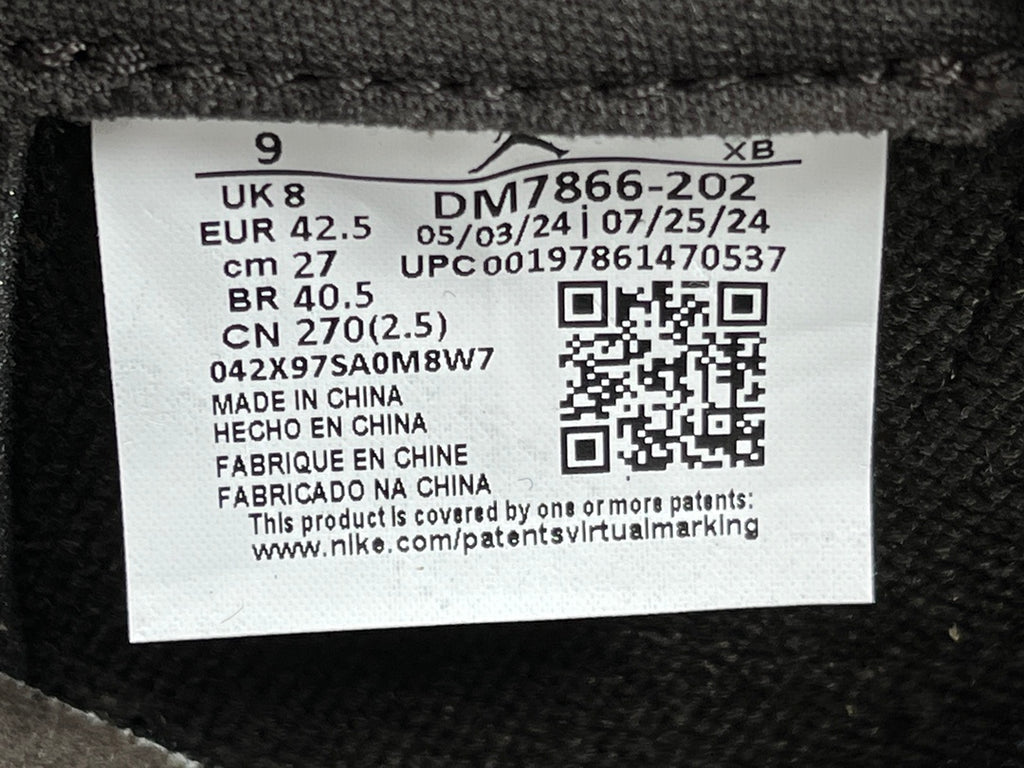 9 XB
UK 8 DM7866-202
EUR 42.5 05/03/24 | 07/25/24
cm 27 UPC 00197861470537
BR 40.5
CN 270(2.5)
042X97SA0M8W7
MADE IN CHINA
HECHO EN CHINA
FABRIQUE EN CHINE
FABRICADO NA CHINA
This product is covered by one or more patents:
www.nike.com/patentsvirtualmarking